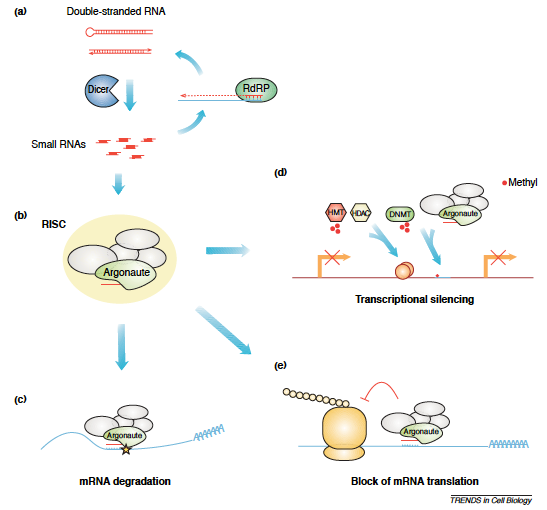 (a)
Double-stranded RNA
Dicer
RdRP
Small RNAs
(b)
RISC
Argonaute
(c)
Argonaute
AAAAAA
mRNA degradation
(d)
Methyl
HMT
HDAC
DNMT
Argonaute
Transcriptional silencing
(e)
Argonaute
Block of mRNA translation
TRENDS in Cell Biology